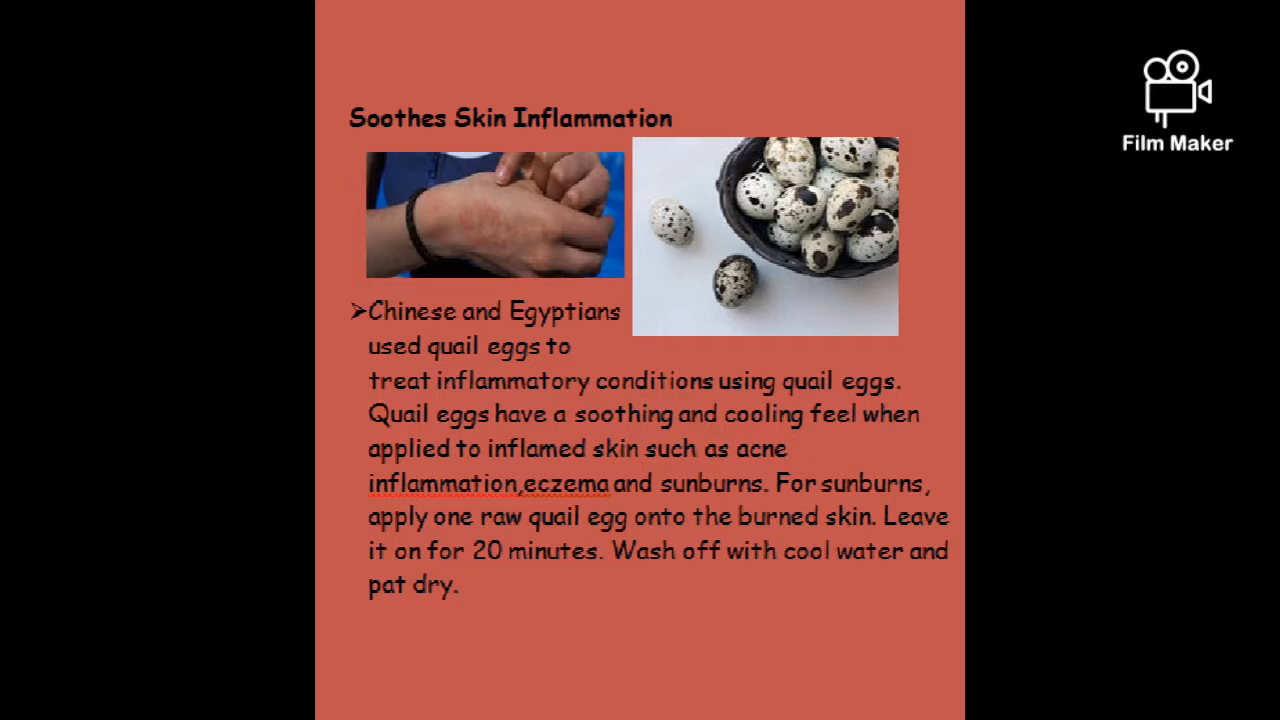 Soothes Skin Inflammation
Film Maker
➢Chinese and Egyptians
used quail eggs to
treat inflammatory conditions using quail eggs.
Quail eggs have a soothing and cooling feel when
applied to inflamed skin such as acne
inflammation,eczema and sunburns. For sunburns,
apply one raw quail egg onto the burned skin. Leave
it on for 20 minutes. Wash off with cool water and
pat dry.